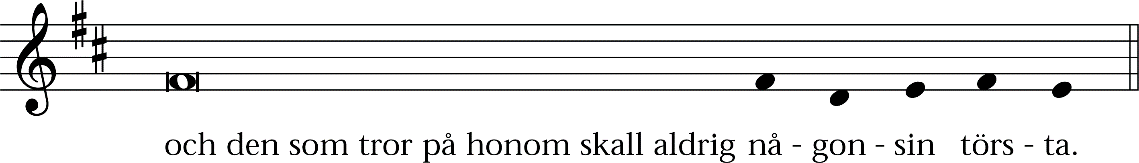 och den som tror på honom skall aldrig nå - gon - sin törs - ta.